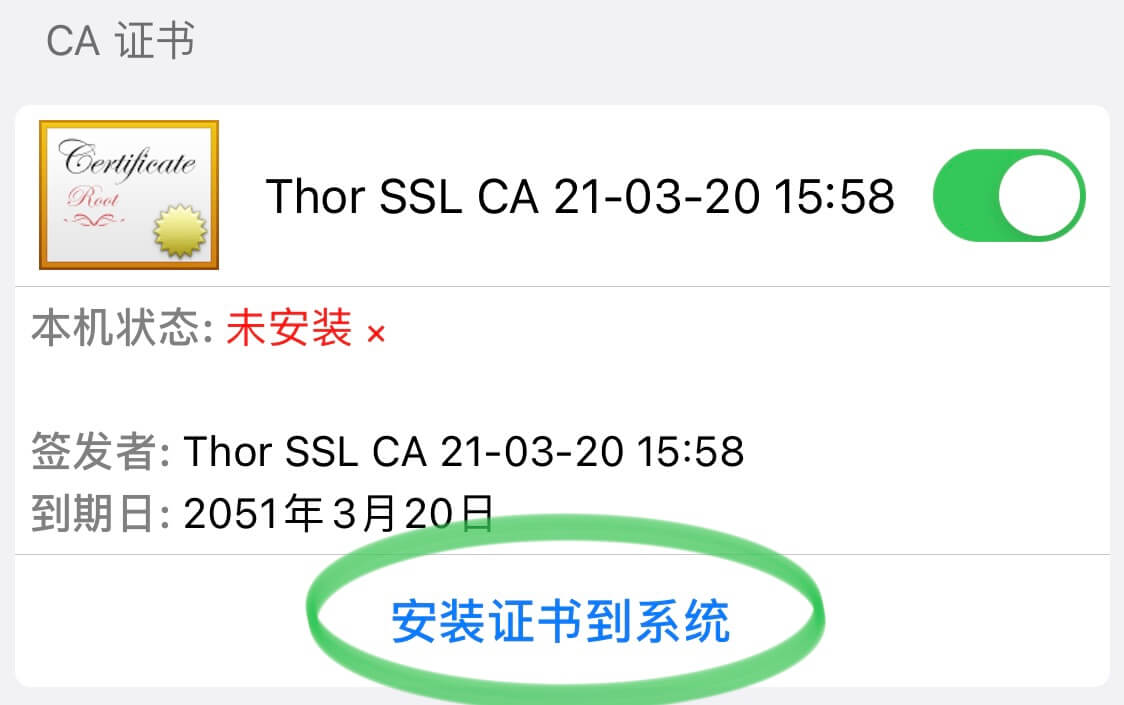 CA 证书
Certificate
Root
Thor SSL CA 21-03-20 15:58
本机状态: 未安装 ×
签发者: Thor SSL CA 21-03-20 15:58
到期日: 2051年3月20日
安装证书到系统